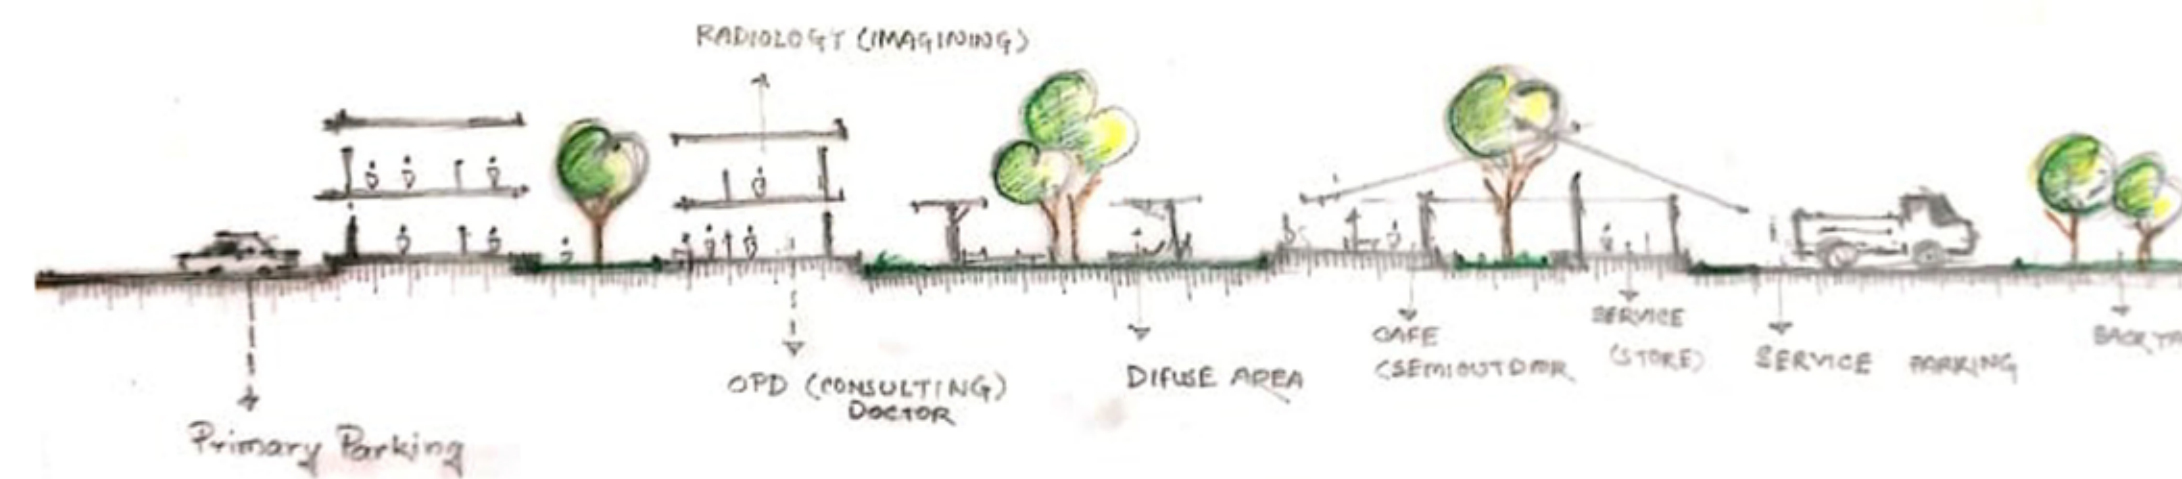 RADIOLOGY (IMAGINING)
OPD (CONSULTING)
DOCTOR
Primary Parking
DIFUSE AREA
CAFE
(SEMIOUTDOOR
SERVICE
(STORE)
SERVICE PARKING